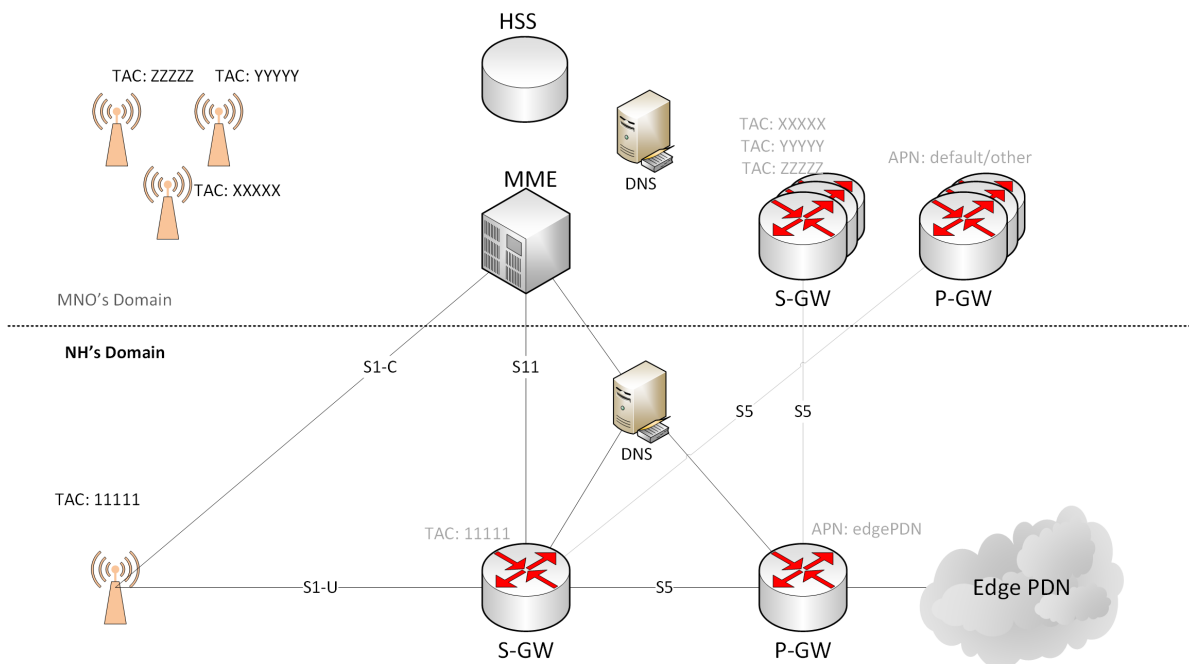 HSS
TAC: ZZZZZ
TAC: YYYYY
TAC: XXXXX
DNS
MME
TAC: XXXXX
TAC: YYYYY
TAC: ZZZZZ
APN: default/other
S-GW
P-GW
MNO's Domain
NH's Domain
S1-C
S11
S5
S5
DNS
TAC: 11111
TAC: 11111
APN: edgePDN
S1-U
S5
Edge PDN
S-GW
P-GW